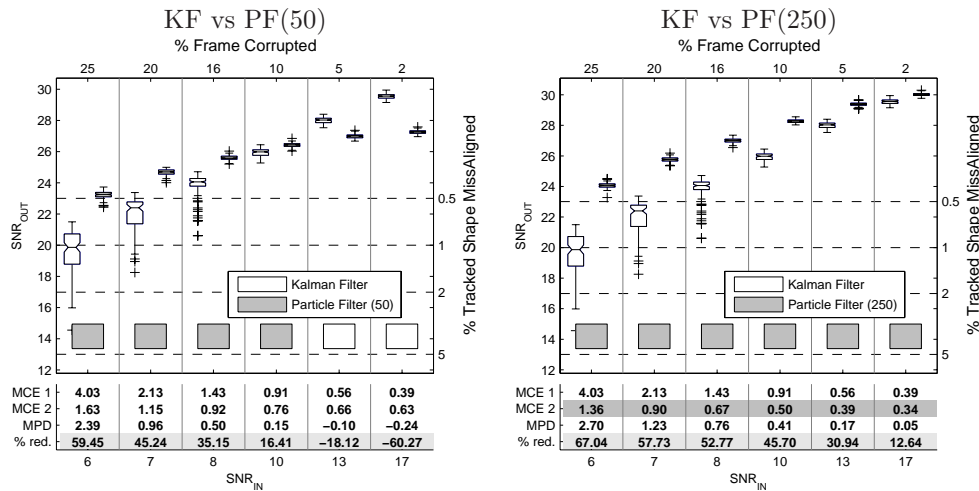 KF vs PF(50)
% Frame Corrupted
25 20 16 10 5 2
30
28
26
24
22
20
18
16
14
12
SNR_OUT
0.5
1
2
5
% Tracked Shape MissAligned
Kalman Filter
Particle Filter (50)
MCE 1 4.03 2.13 1.43 0.91 0.56 0.39
MCE 2 1.63 1.15 0.92 0.76 0.66 0.63
MPD 2.39 0.96 0.50 0.15 −0.10 −0.24
% red. 59.45 45.24 35.15 16.41 −18.12 −60.27
6 7 8 10 13 17
SNR_IN
KF vs PF(250)
% Frame Corrupted
25 20 16 10 5 2
30
28
26
24
22
20
18
16
14
12
SNR_OUT
0.5
1
2
5
% Tracked Shape MissAligned
Kalman Filter
Particle Filter (250)
MCE 1 4.03 2.13 1.43 0.91 0.56 0.39
MCE 2 1.36 0.90 0.67 0.50 0.39 0.34
MPD 2.70 1.23 0.76 0.41 0.17 0.05
% red. 67.04 57.73 52.77 45.70 30.94 12.64
6 7 8 10 13 17
SNR_IN